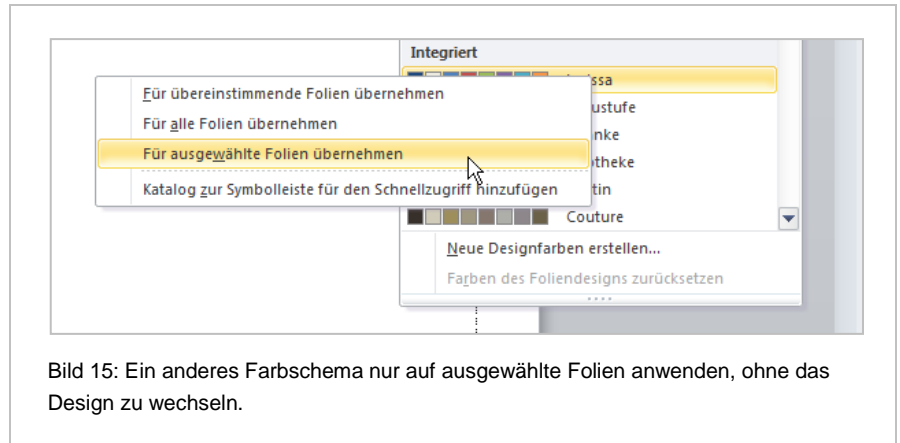 Integriert
Für übereinstimmende Folien übernehmen
Für alle Folien übernehmen
Für ausgewählte Folien übernehmen
Katalog zur Symbolleiste für den Schnellzugriff hinzufügen
Couture
Neue Designfarben erstellen...
Farben des Foliendesigns zurücksetzen
Bild 15: Ein anderes Farbschema nur auf ausgewählte Folien anwenden, ohne das
Design zu wechseln.